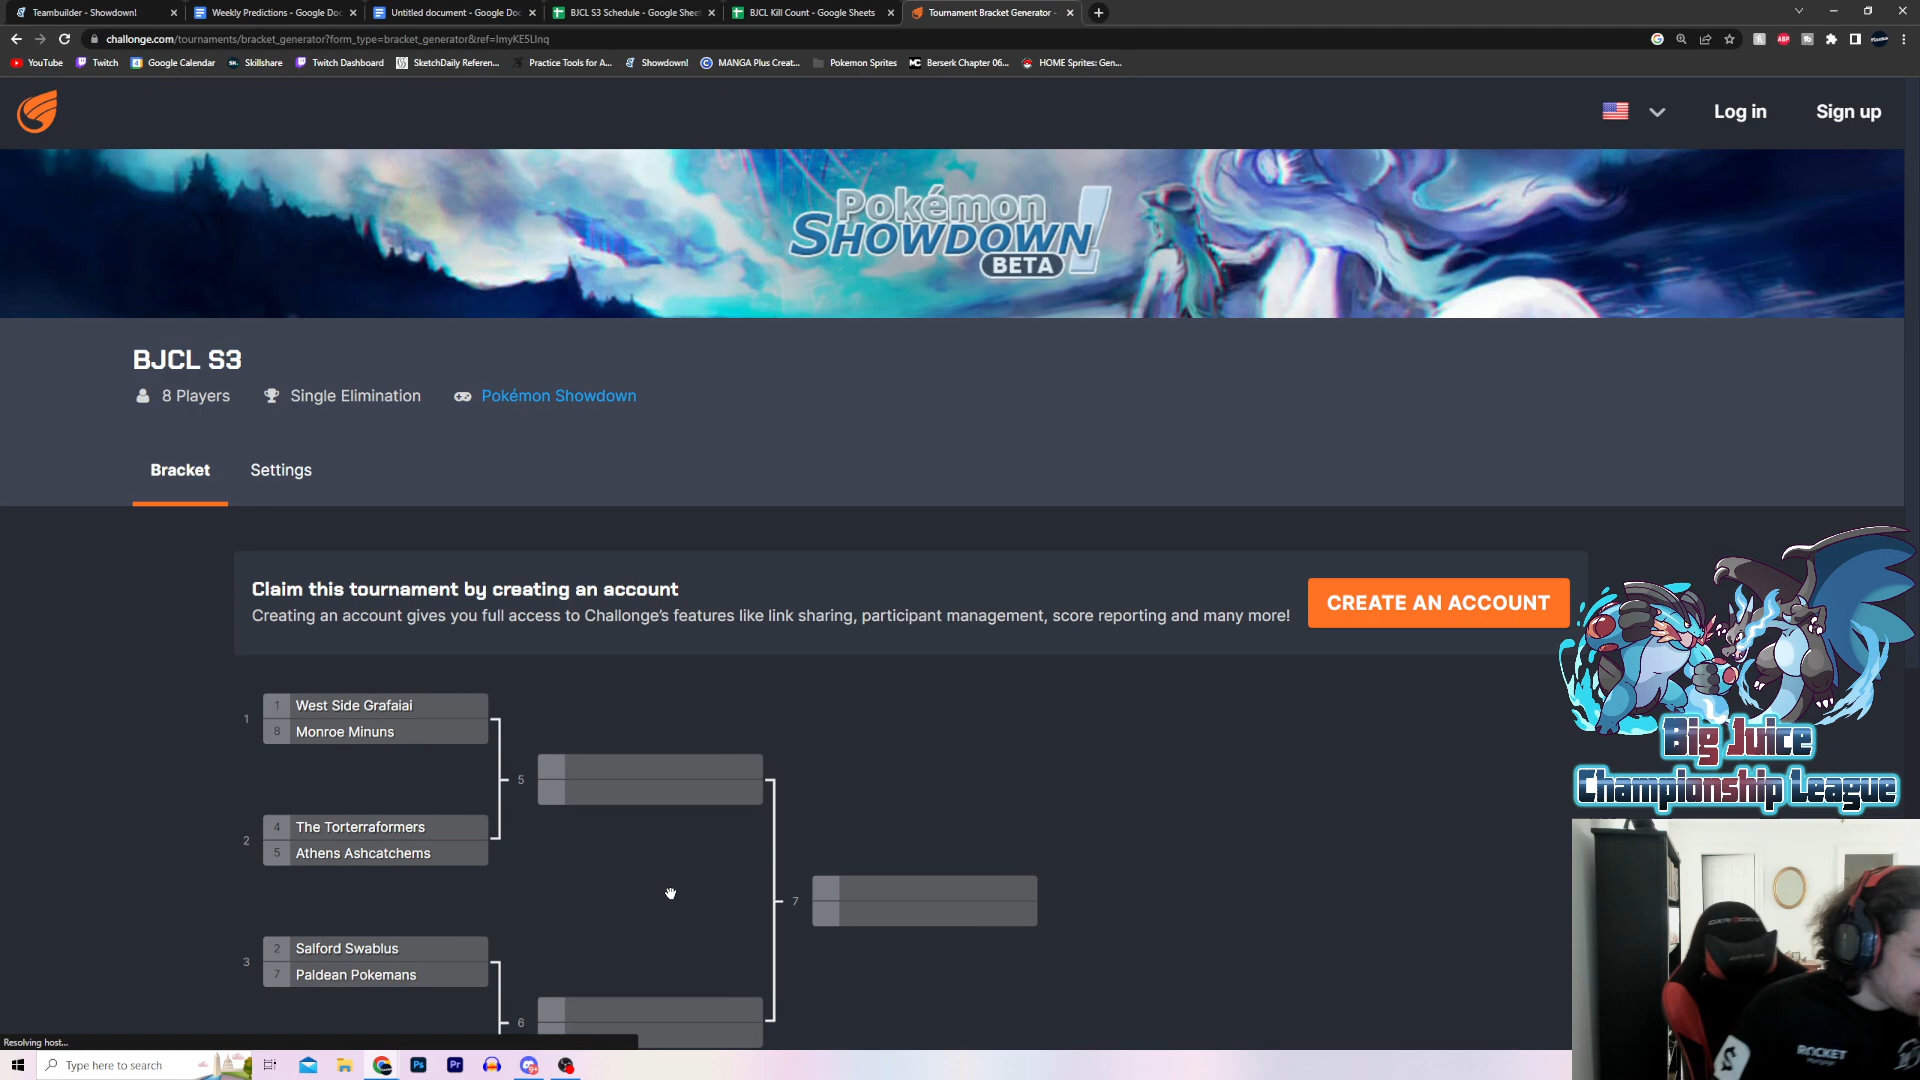 Teambuilder - Showdown!
Weekly Predictions - Google Doc
Untitled document - Google Doc
BJCL S3 Schedule - Google Sheet
BJCL Kill Count - Google Sheets
Tournament Bracket Generator -
challonge.com/tournaments/bracket_generator?form_type=bracket_generator&ref=ImyKE5LInq
YouTube
Twitch
Google Calendar
Skillshare
Twitch Dashboard
SketchDaily Referen...
Practice Tools for A...
Showdown!
MANGA Plus Creat...
Pokemon Sprites
Berserk Chapter 06...
HOME Sprites: Gen...
Log in
Sign up
Pokémon
SHOWDOWN!
BETA
BJCL S3
8 Players
Single Elimination
Pokémon Showdown
Bracket
Settings
Claim this tournament by creating an account
Creating an account gives you full access to Challonge's features like link sharing, participant management, score reporting and many more!
CREATE AN ACCOUNT
1
1 West Side Grafaiai
8 Monroe Minuns
5
2
4 The Torterraformers
5 Athens Ashcatchems
7
3
2 Salford Swablus
7 Paldean Pokemans
6
Big Juice
Championship League
ROCKET
Resolving host...
Type here to search